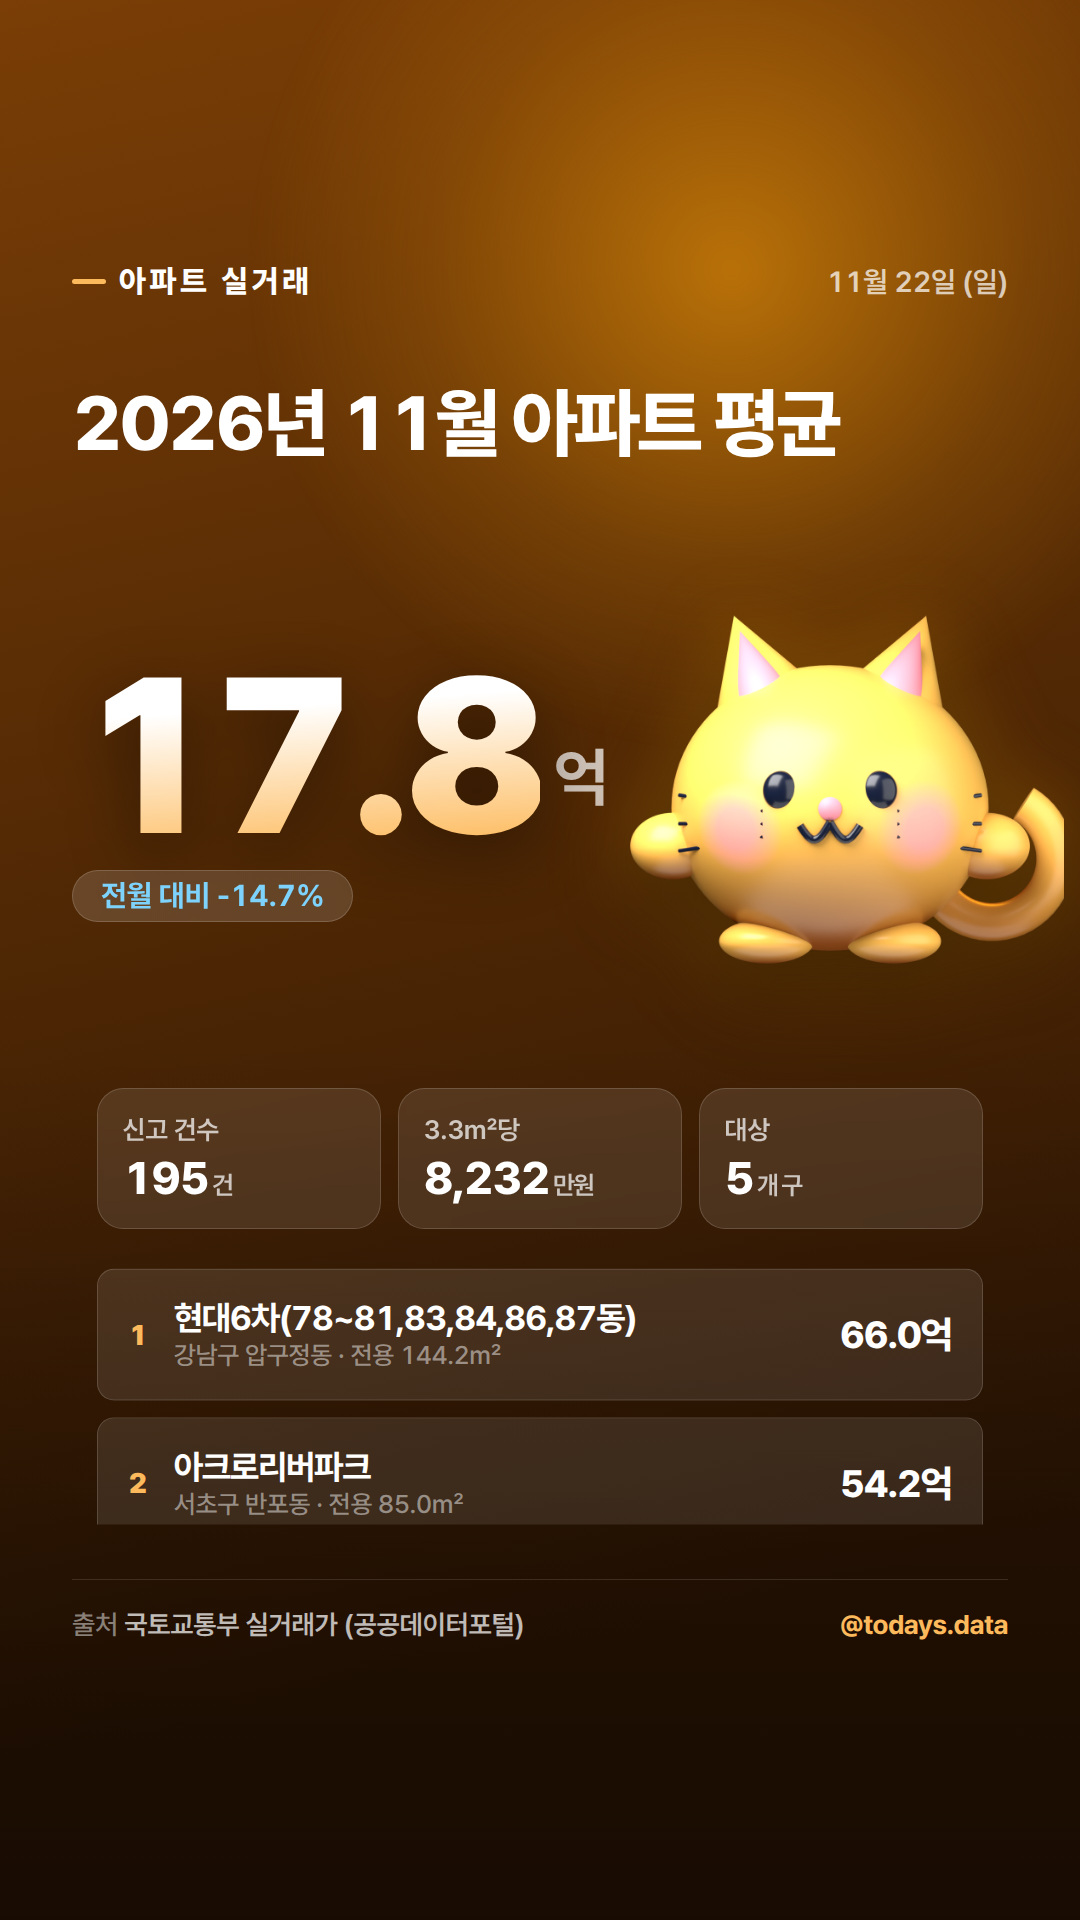 아파트 실거래
11월 22일 (일)
2026년 11월 아파트 평균
17.8억
전월 대비 -14.7%
신고 건수
195건
3.3m²당
8,232만원
대상
5개 구
1
현대6차(78~81,83,84,86,87동)
강남구 압구정동 · 전용 144.2m²
66.0억
2
아크로리버파크
서초구 반포동 · 전용 85.0m²
54.2억
출처 국토교통부 실거래가 (공공데이터포털)
@todays.data